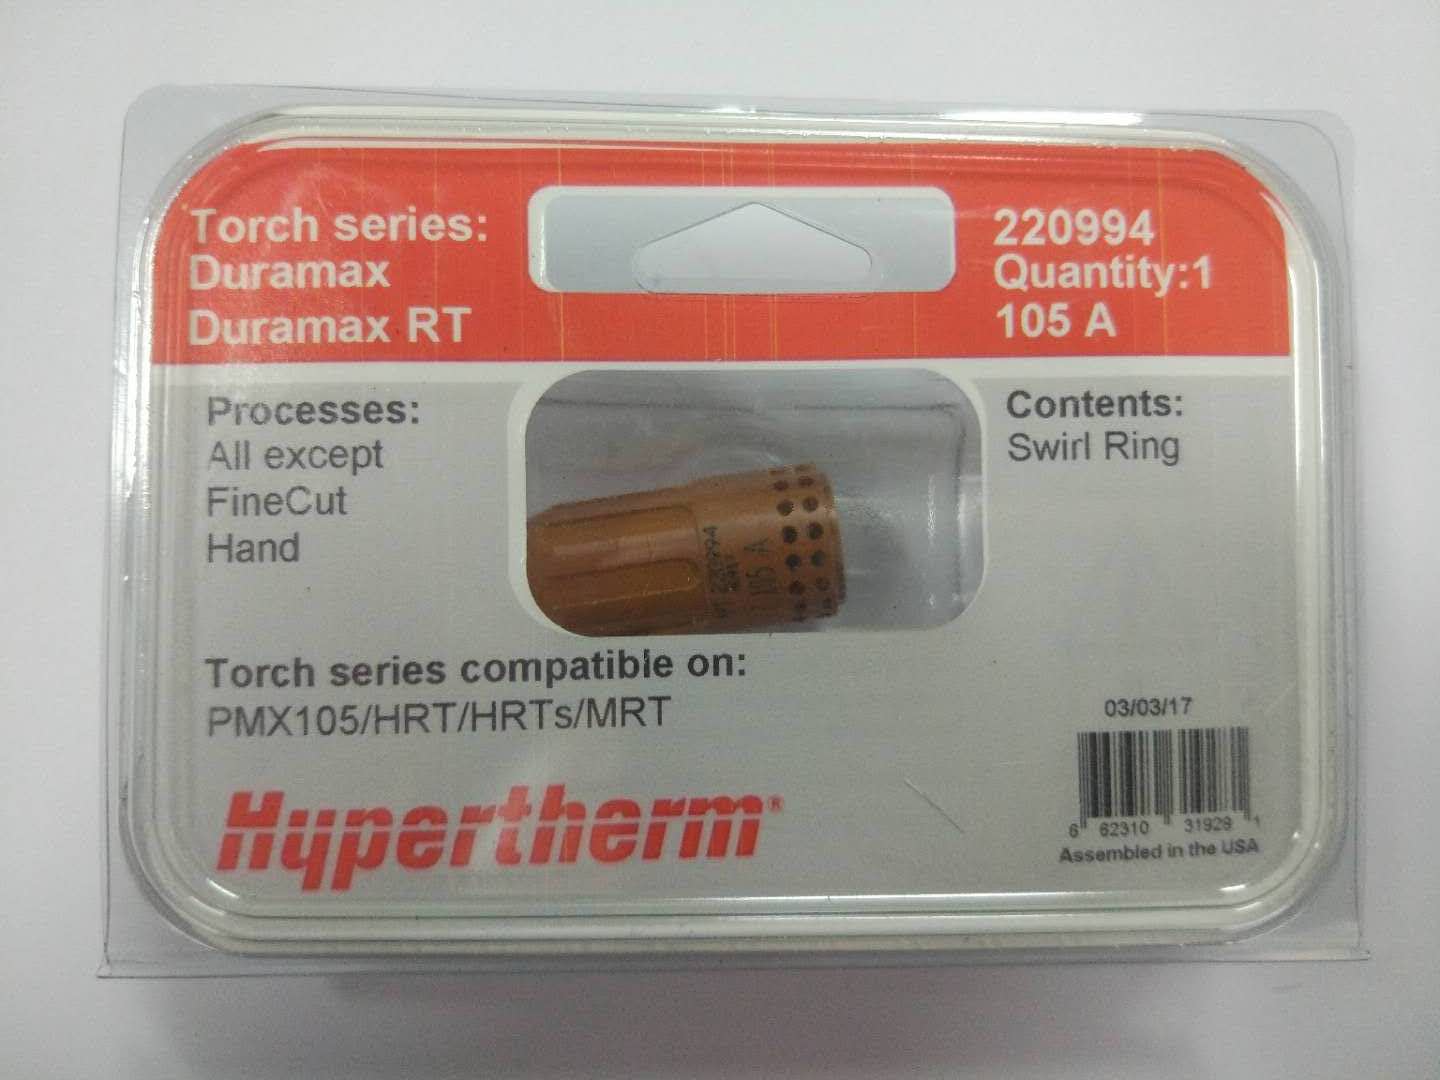 Torch series:
Duramax
Duramax RT
220994
Quantity:1
105 A
Processes:
All except
FineCut
Hand
Contents:
Swirl Ring
220994
105 A
Torch series compatible on:
PMX105/HRT/HRTs/MRT
Hypertherm®
03/03/17
6 62310 31929 1
Assembled in the USA